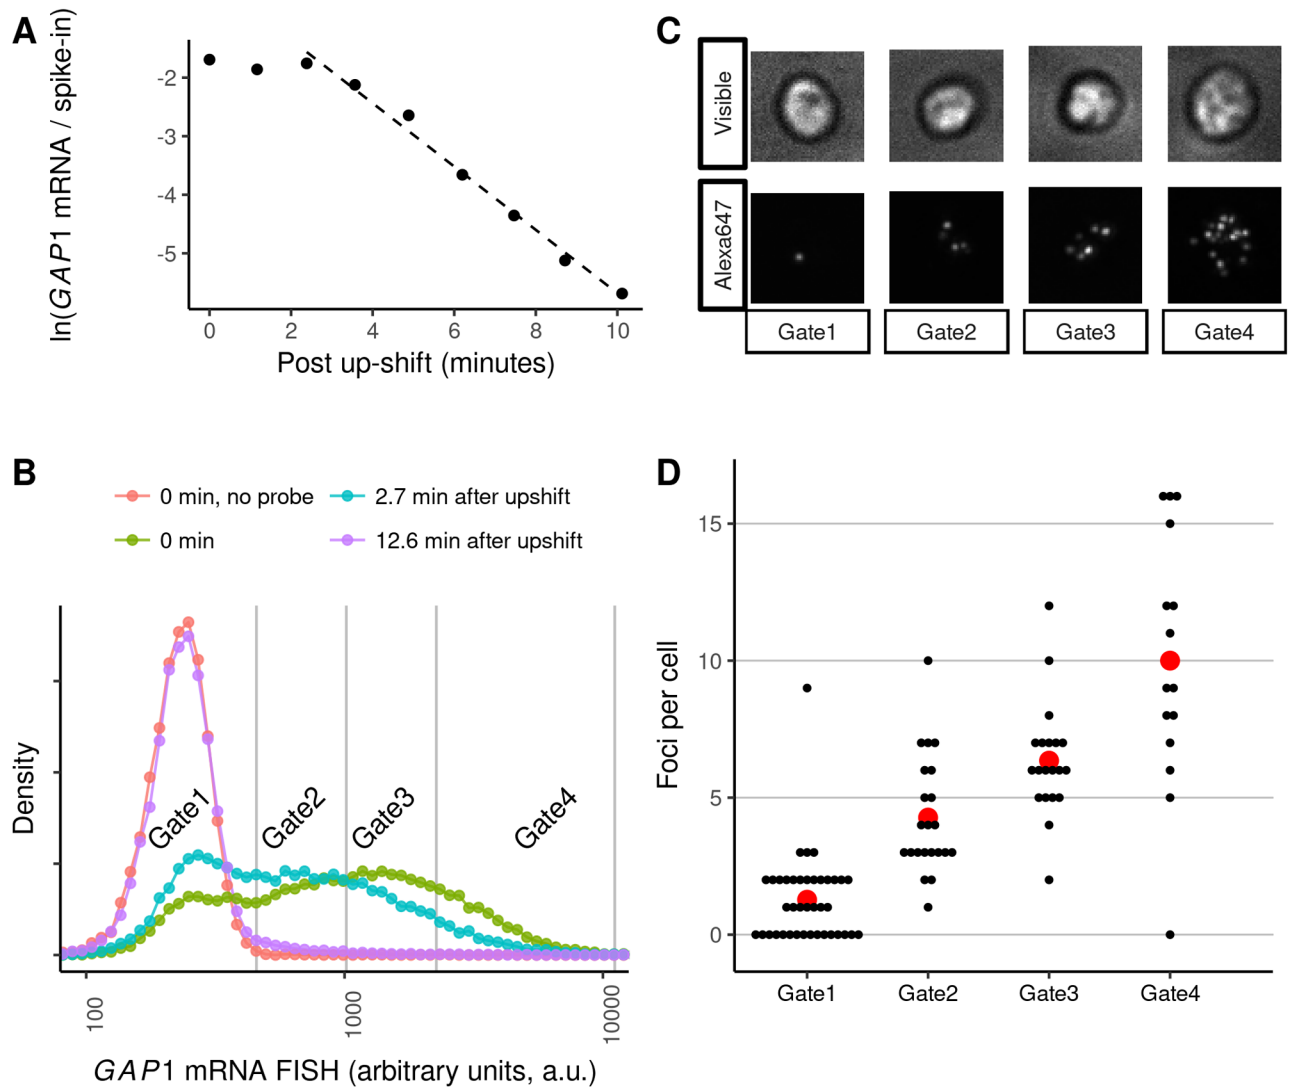 A
ln(GAP1 mRNA / spike-in)
-2
-3
-4
-5
0 2 4 6 8 10
Post up-shift (minutes)
C
Visible
Alexa647
Gate1 Gate2 Gate3 Gate4
B
0 min, no probe 2.7 min after upshift
0 min 12.6 min after upshift
Density
Gate1 Gate2 Gate3 Gate4
100 1000 10000
GAP1 mRNA FISH (arbitrary units, a.u.)
D
Foci per cell
15
10
5
0
Gate1 Gate2 Gate3 Gate4